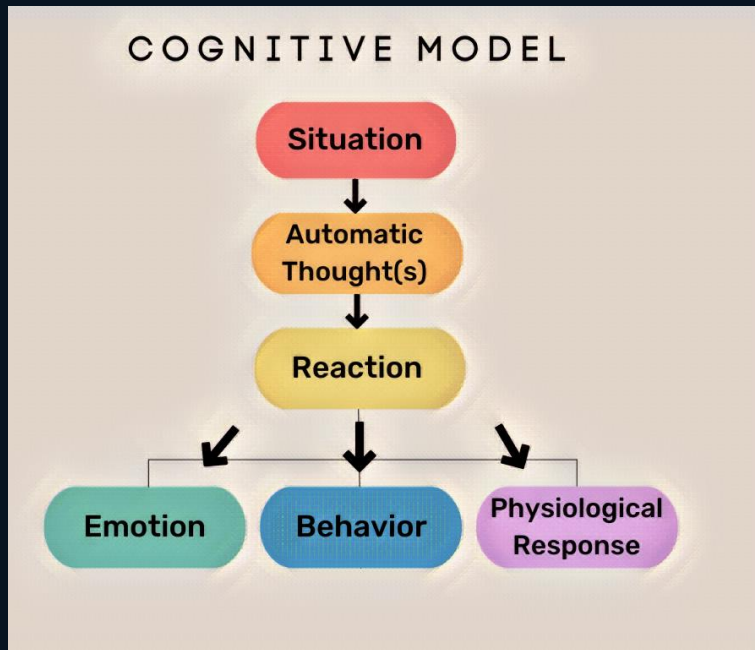 COGNITIVE MODEL
Situation
Automatic
Thought(s)
Reaction
Emotion
Behavior
Physiological
Response